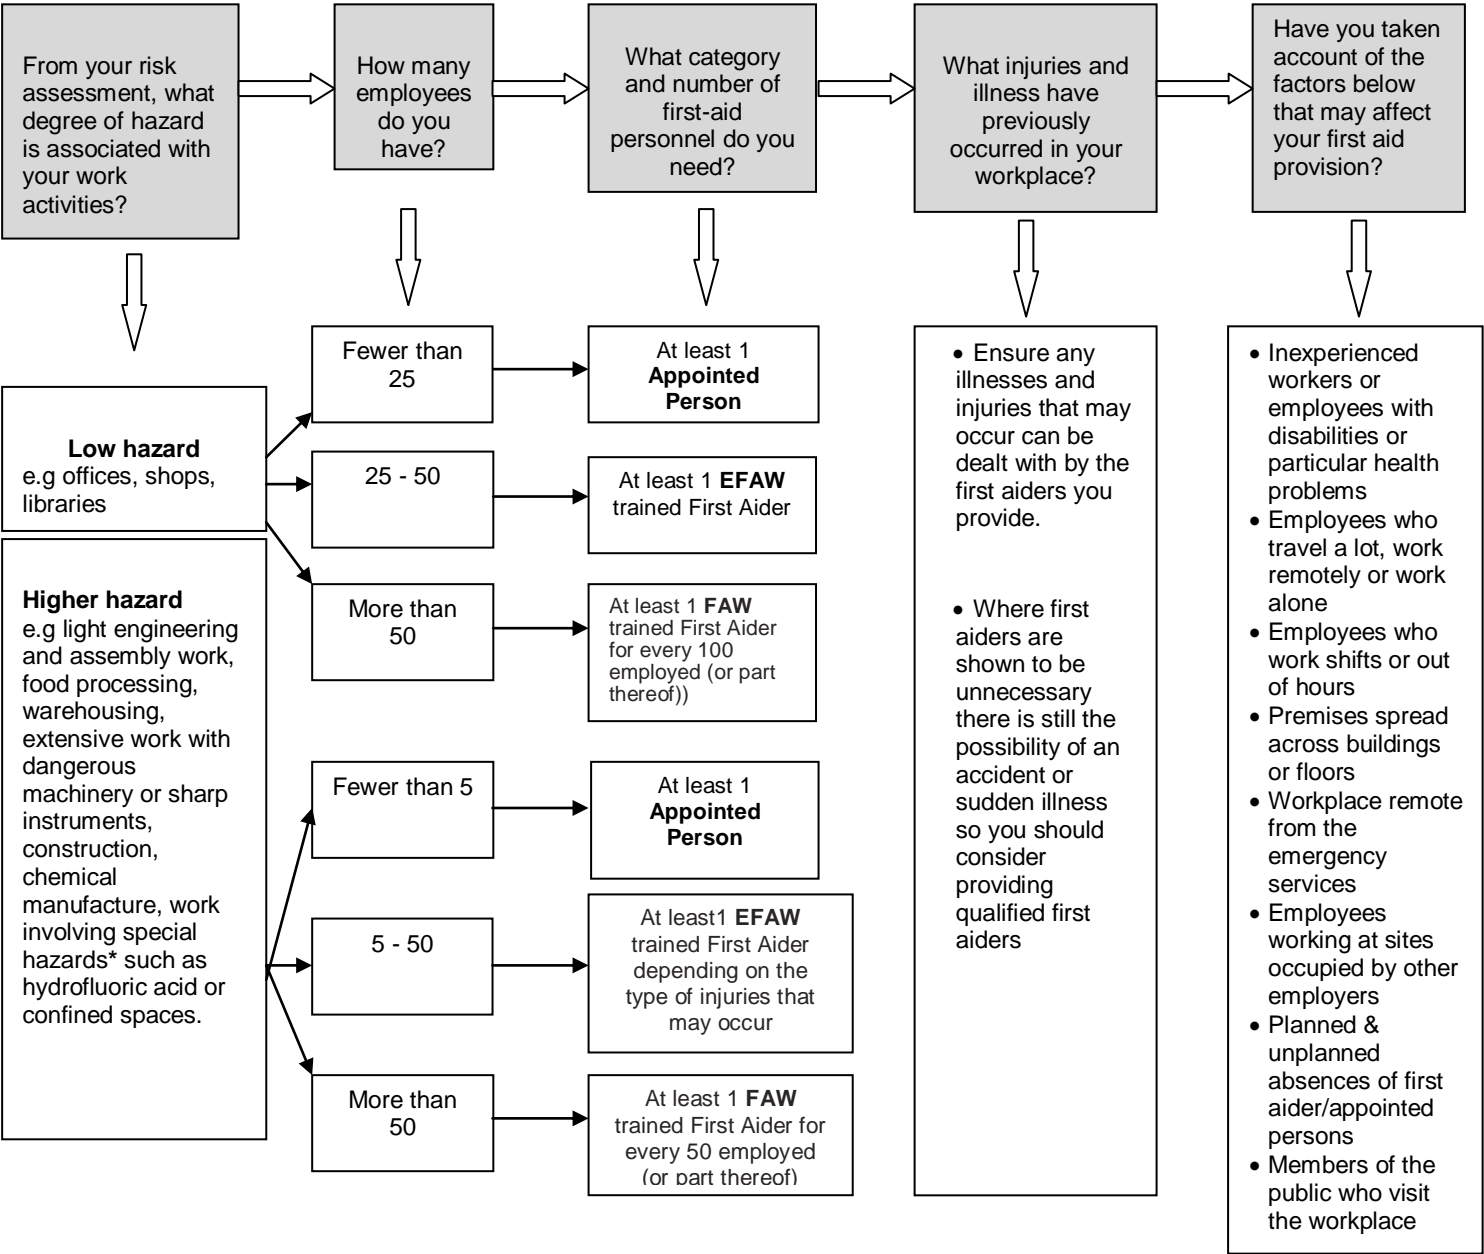 From your risk
assessment, what
degree of hazard
is associated with
your work
activities?
How many
employees
do you
have?
What category
and number of
first-aid
personnel do you
need?
What injuries and
illness have
previously
occurred in your
workplace?
Have you taken
account of the
factors below
that may affect
your first aid
provision?
Low hazard
e.g offices, shops,
libraries
Fewer than
25
At least 1
Appointed
Person
25 - 50
At least 1 EFAW
trained First Aider
More than
50
At least 1 FAW
trained First Aider
for every 100
employed (or part
thereof))
Higher hazard
e.g light engineering
and assembly work,
food processing,
warehousing,
extensive work with
dangerous
machinery or sharp
instruments,
construction,
chemical
manufacture, work
involving special
hazards* such as
hydrofluoric acid or
confined spaces.
Fewer than 5
At least 1
Appointed
Person
5 - 50
At least1 EFAW
trained First Aider
depending on the
type of injuries that
may occur
More than
50
At least 1 FAW
trained First Aider for
every 50 employed
(or part thereof)
• Ensure any
illnesses and
injuries that may
occur can be
dealt with by the
first aiders you
provide.
• Where first
aiders are
shown to be
unnecessary
there is still the
possibility of an
accident or
sudden illness
so you should
consider
providing
qualified first
aiders
• Inexperienced
workers or
employees with
disabilities or
particular health
problems
• Employees who
travel a lot, work
remotely or work
alone
• Employees who
work shifts or out
of hours
• Premises spread
across buildings
or floors
• Workplace remote
from the
emergency
services
• Employees
working at sites
occupied by other
employers
• Planned &
unplanned
absences of first
aider/appointed
persons
• Members of the
public who visit
the workplace